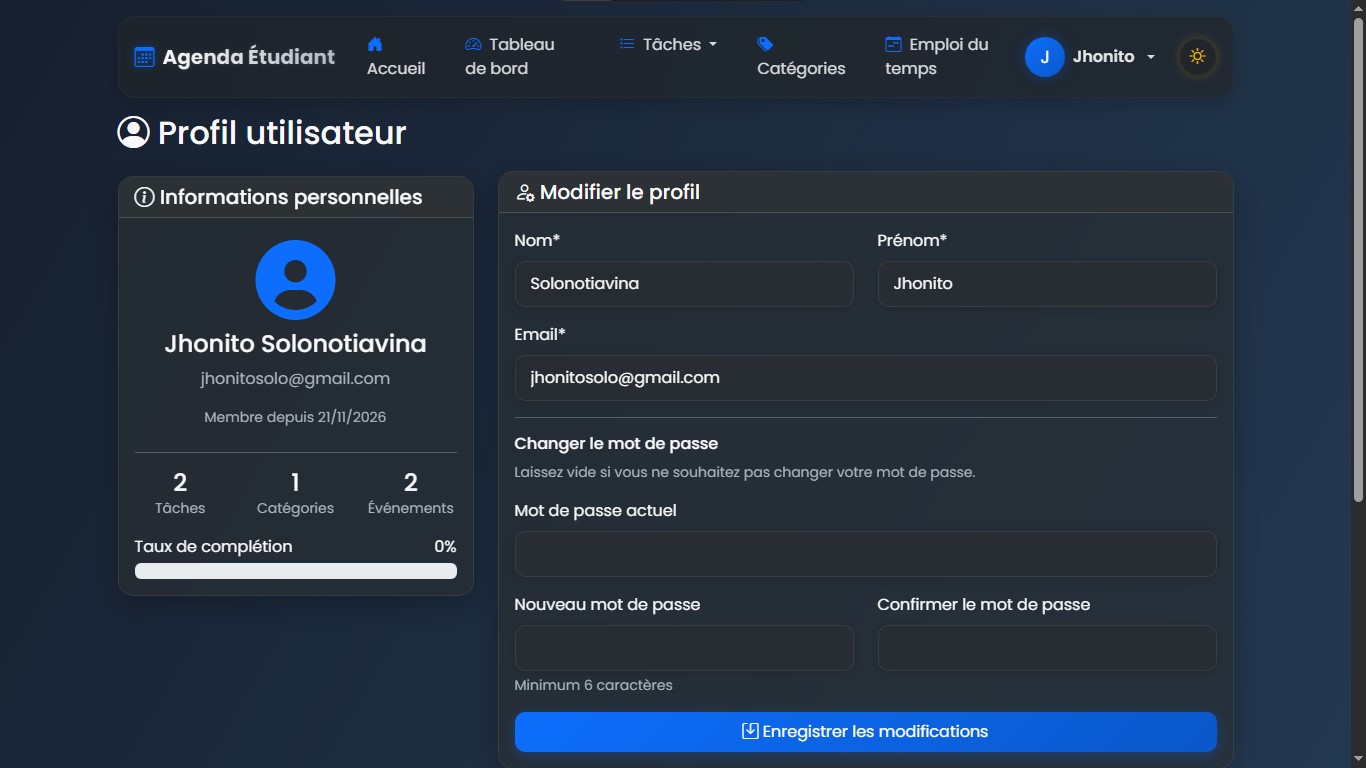 Agenda Étudiant
Accueil
Tableau
de bord
Tâches
Catégories
Emploi du
temps
J
Jhonito
Profil utilisateur
Informations personnelles
Jhonito Solonotiavina
jhonitosolo@gmail.com
Membre depuis 21/11/2026
2
Tâches
1
Catégories
2
Événements
Taux de complétion
0%
Modifier le profil
Nom*
Prénom*
Solonotiavina
Jhonito
Email*
jhonitosolo@gmail.com
Changer le mot de passe
Laissez vide si vous ne souhaitez pas changer votre mot de passe.
Mot de passe actuel
Nouveau mot de passe
Confirmer le mot de passe
Minimum 6 caractères
Enregistrer les modifications